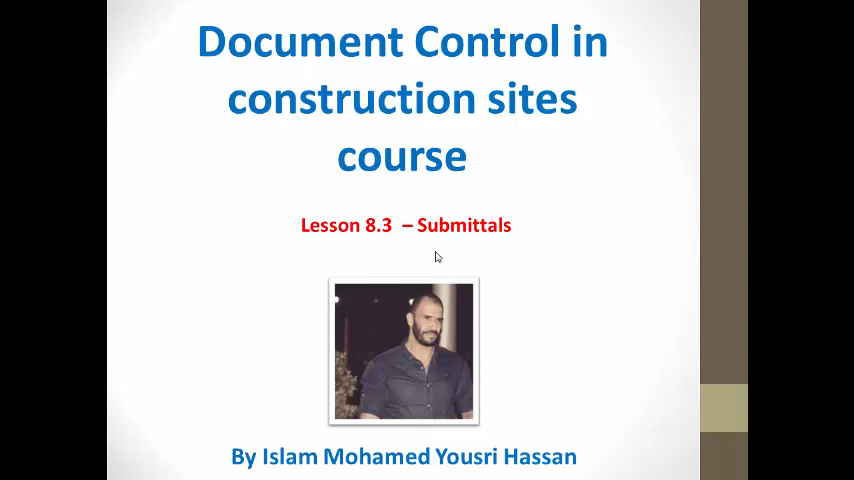 Document Control in
construction sites
course
Lesson 8.3 – Submittals
By Islam Mohamed Yousri Hassan